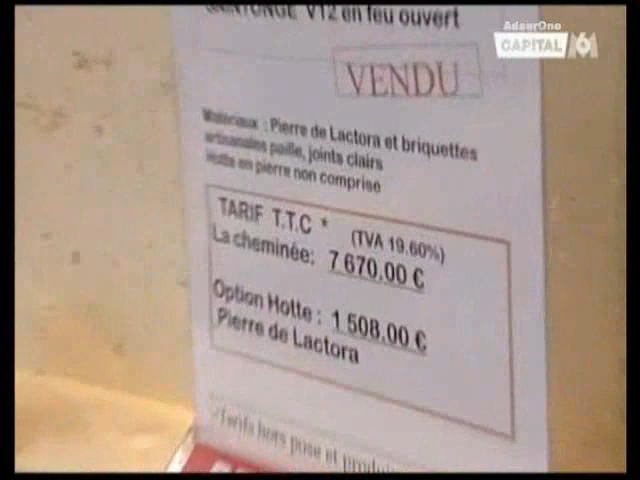 AdserOne
CAPITAL M6
V12 en feu ouvert
VENDU
Materiaux : Pierre de Lactora et briquettes
artisanales paille, joints clairs
Hotte en pierre non comprise
TARIF T.T.C * (TVA 19.60%)
La cheminée: 7 670,00 €
Option Hotte : 1 508,00 €
Pierre de Lactora
Tarifs hors pose et